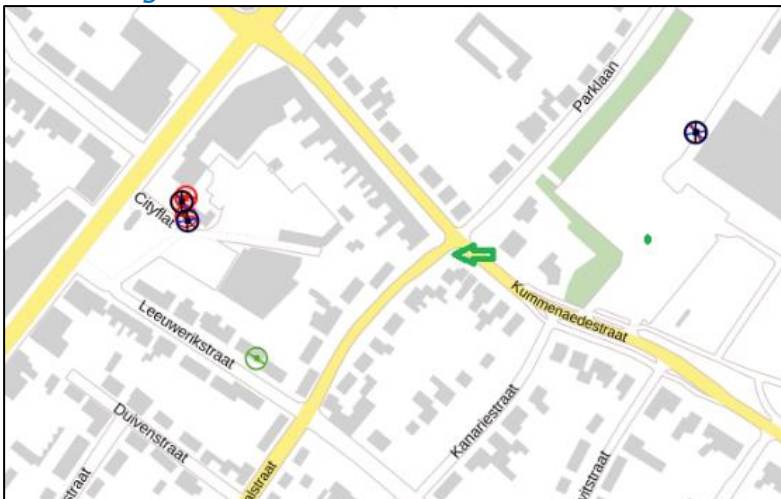 Parklaan
Cityflat
Kummenaedestraat
Leeuwerikstraat
Duivenstraat
Kanariestraat